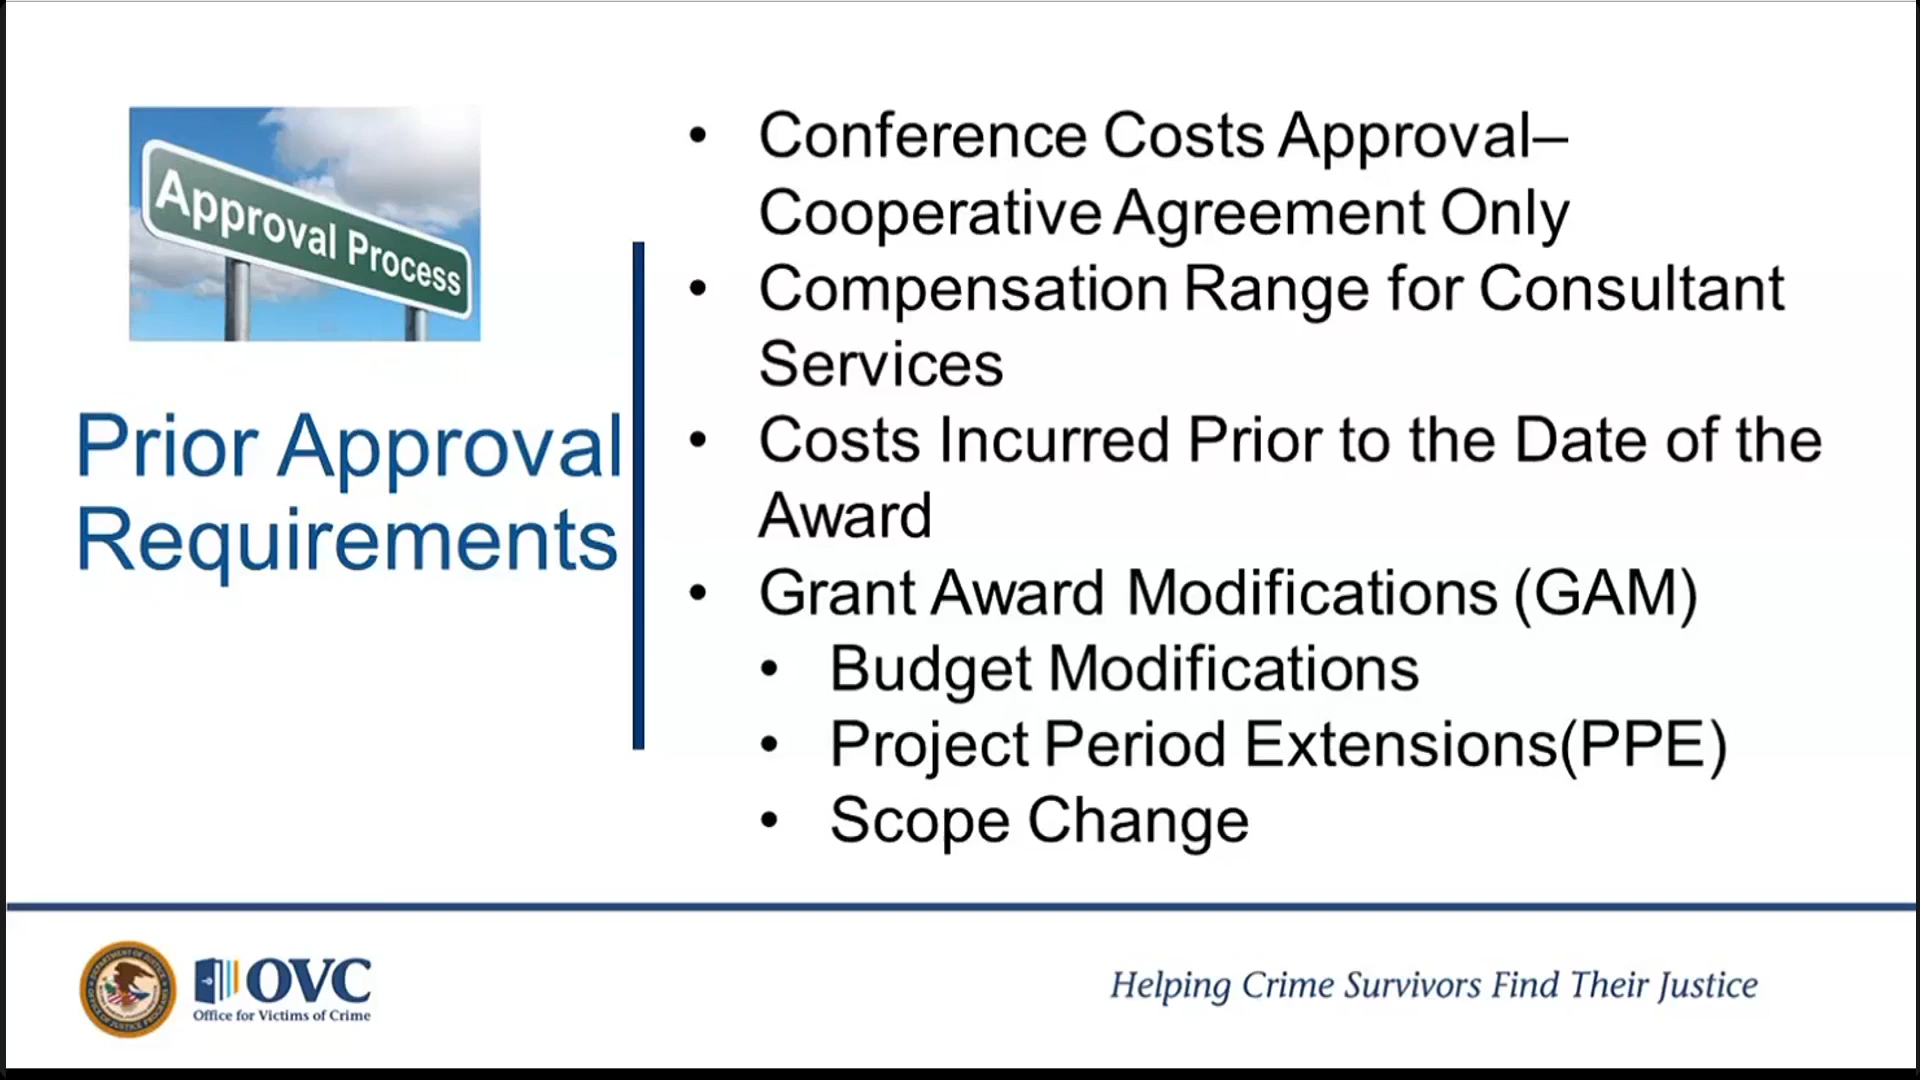 Approval Process
Prior Approval
Requirements
• Conference Costs Approval–
Cooperative Agreement Only
• Compensation Range for Consultant
Services
• Costs Incurred Prior to the Date of the
Award
• Grant Award Modifications (GAM)
• Budget Modifications
• Project Period Extensions(PPE)
• Scope Change
OVC
Office for Victims of Crime
Helping Crime Survivors Find Their Justice